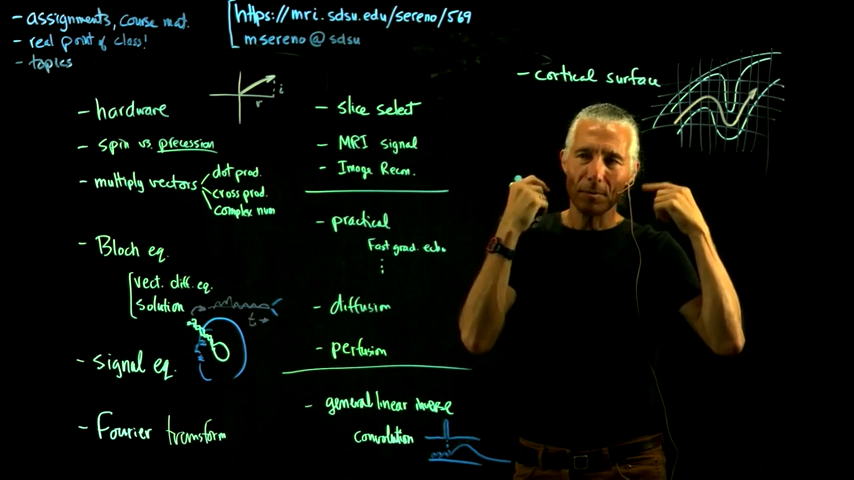 - assignments, course mat.
- real point of class!
- topics
https://mri.sdsu.edu/sereno/569
msereno@sdsu
- hardware
i
r
- spin vs. precession
- multiply vectors
dot prod.
cross prod.
complex num
- Bloch eq.
vect. diff. eq.
solution
t →
- signal eq.
- Fourier transform
- slice select
- MRI signal
- Image Recon.
- practical
Fast grad. echo
⋮
- diffusion
- perfusion
- general linear inverse
convolution
- cortical surface